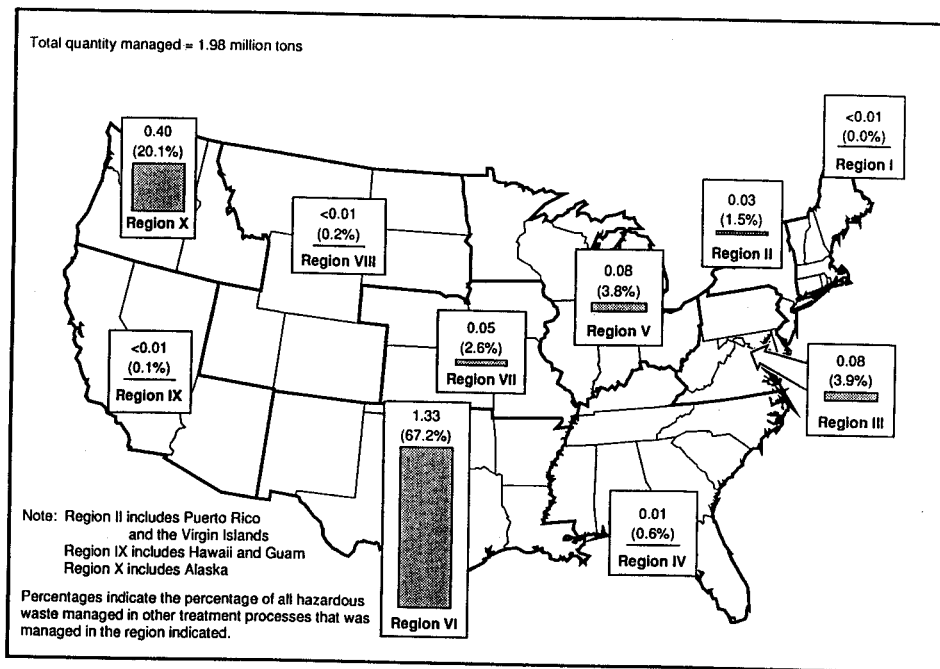 Total quantity managed = 1.98 million tons
<0.01
(0.0%)
Region I
0.40
(20.1%)
Region X
0.03
(1.5%)
Region II
<0.01
(0.2%)
Region VIII
0.08
(3.8%)
Region V
0.05
(2.6%)
Region VII
<0.01
(0.1%)
Region IX
0.08
(3.9%)
Region III
1.33
(67.2%)
Region VI
0.01
(0.6%)
Region IV
Note: Region II includes Puerto Rico
and the Virgin Islands
Region IX includes Hawaii and Guam
Region X includes Alaska
Percentages indicate the percentage of all hazardous
waste managed in other treatment processes that was
managed in the region indicated.